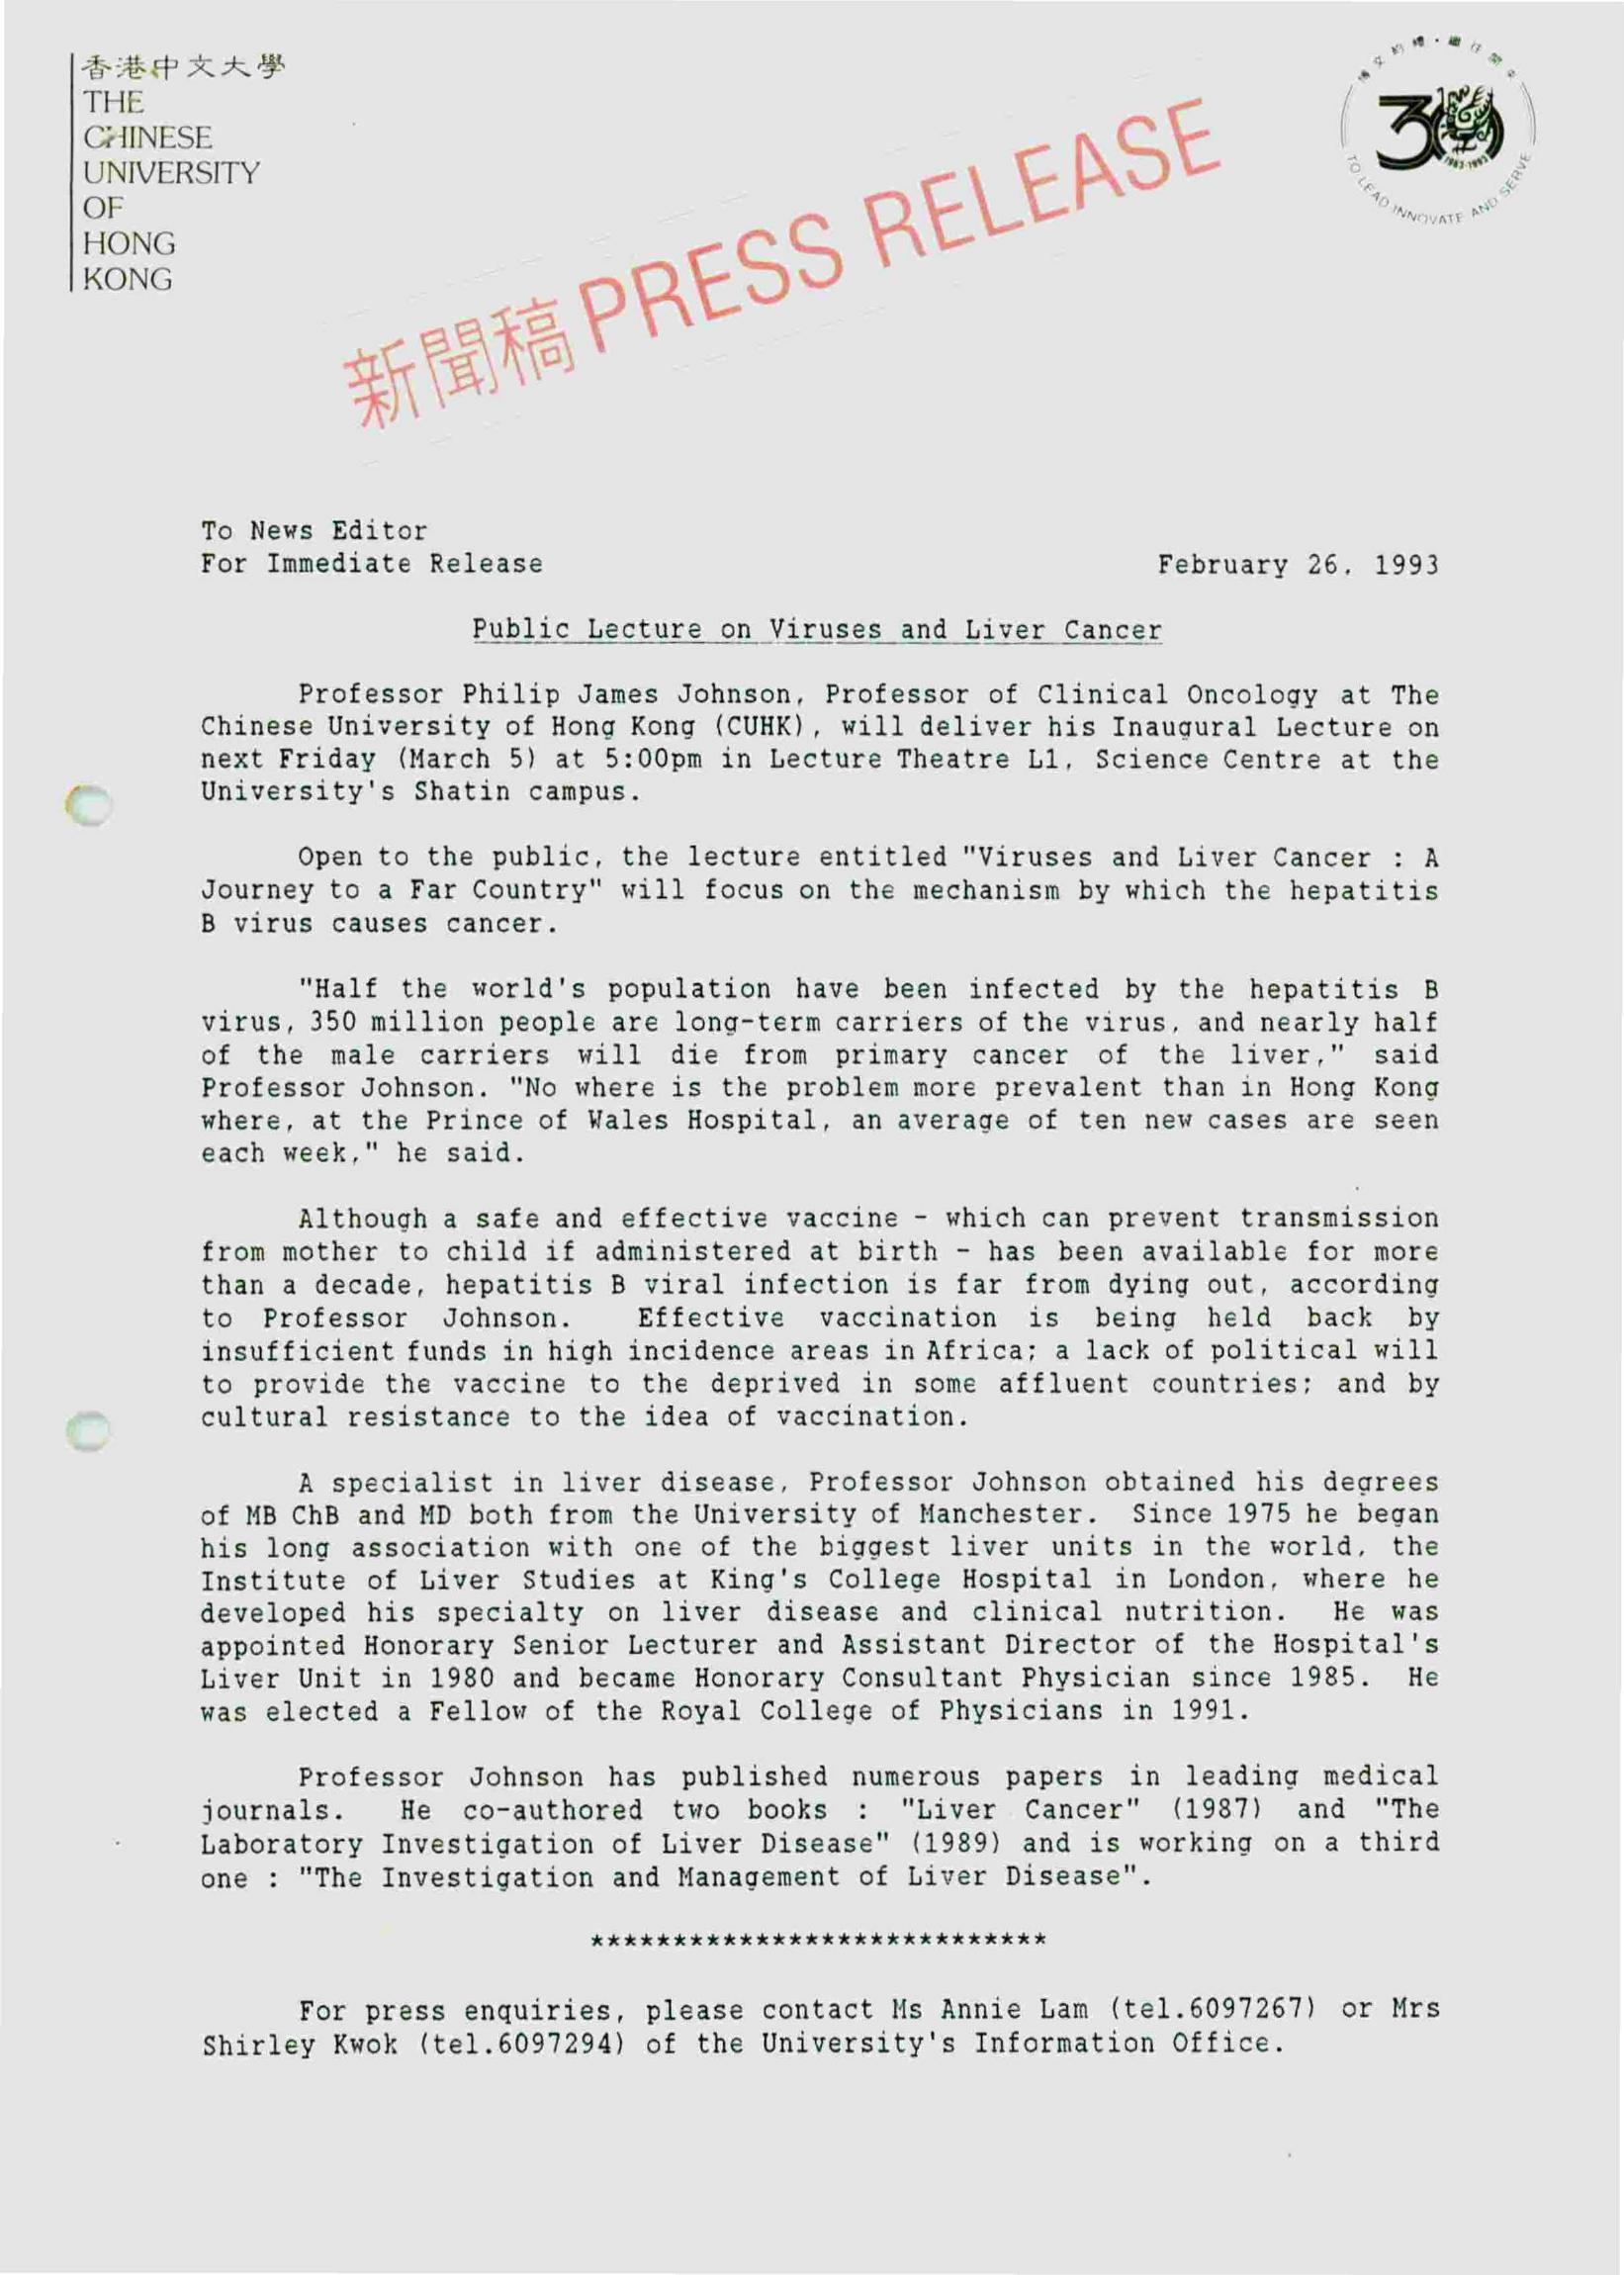 香港中文大學
THE
CHINESE
UNIVERSITY
OF
HONG
KONG
新聞稿 PRESS RELEASE
博文約禮·繼往開來
30
1963-1993
TO LEAD INNOVATE AND SERVE
To News Editor
For Immediate Release February 26, 1993
Public Lecture on Viruses and Liver Cancer
Professor Philip James Johnson, Professor of Clinical Oncology at The
Chinese University of Hong Kong (CUHK), will deliver his Inaugural Lecture on
next Friday (March 5) at 5:00pm in Lecture Theatre L1, Science Centre at the
University's Shatin campus.
Open to the public, the lecture entitled "Viruses and Liver Cancer : A
Journey to a Far Country" will focus on the mechanism by which the hepatitis
B virus causes cancer.
"Half the world's population have been infected by the hepatitis B
virus, 350 million people are long-term carriers of the virus, and nearly half
of the male carriers will die from primary cancer of the liver," said
Professor Johnson. "No where is the problem more prevalent than in Hong Kong
where, at the Prince of Wales Hospital, an average of ten new cases are seen
each week," he said.
Although a safe and effective vaccine - which can prevent transmission
from mother to child if administered at birth - has been available for more
than a decade, hepatitis B viral infection is far from dying out, according
to Professor Johnson. Effective vaccination is being held back by
insufficient funds in high incidence areas in Africa; a lack of political will
to provide the vaccine to the deprived in some affluent countries; and by
cultural resistance to the idea of vaccination.
A specialist in liver disease, Professor Johnson obtained his degrees
of MB ChB and MD both from the University of Manchester. Since 1975 he began
his long association with one of the biggest liver units in the world, the
Institute of Liver Studies at King's College Hospital in London, where he
developed his specialty on liver disease and clinical nutrition. He was
appointed Honorary Senior Lecturer and Assistant Director of the Hospital's
Liver Unit in 1980 and became Honorary Consultant Physician since 1985. He
was elected a Fellow of the Royal College of Physicians in 1991.
Professor Johnson has published numerous papers in leading medical
journals. He co-authored two books : "Liver Cancer" (1987) and "The
Laboratory Investigation of Liver Disease" (1989) and is working on a third
one : "The Investigation and Management of Liver Disease".
****************************
For press enquiries, please contact Ms Annie Lam (tel.6097267) or Mrs
Shirley Kwok (tel.6097294) of the University's Information Office.